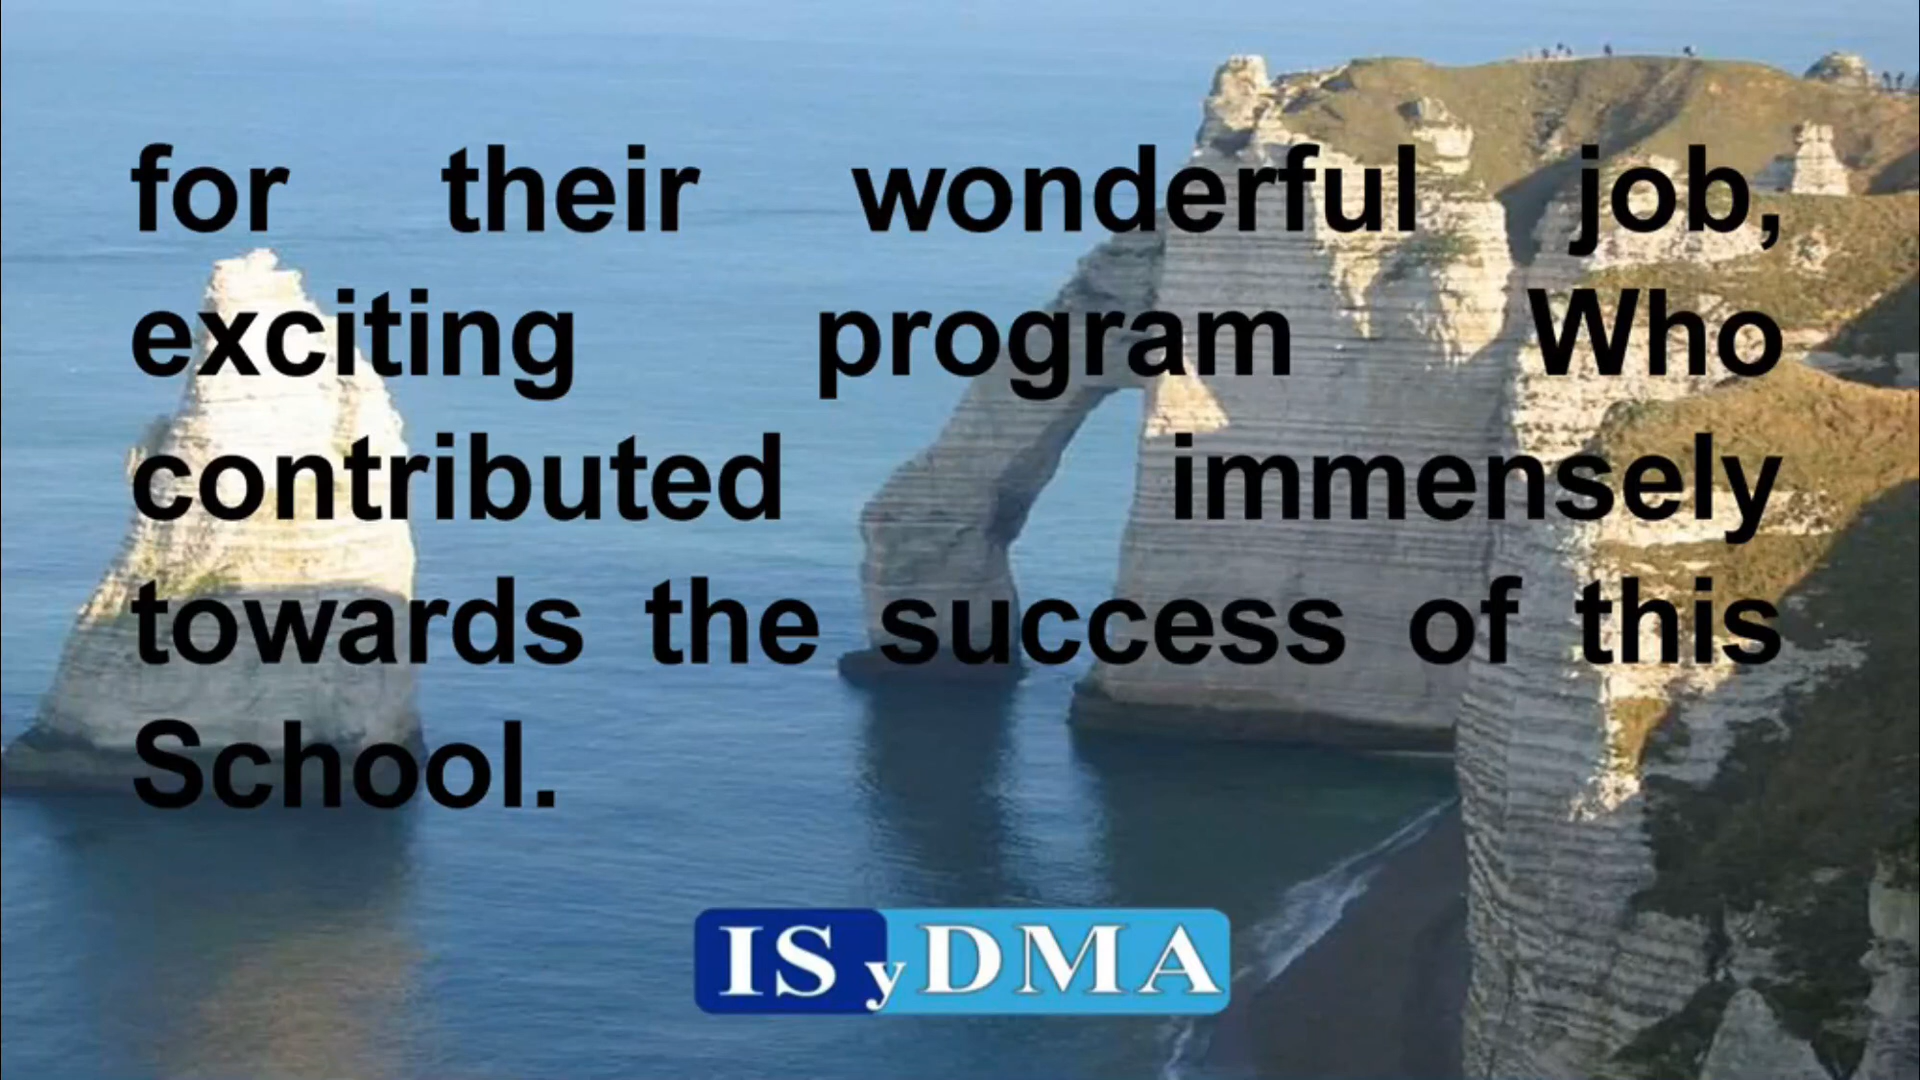 for their wonderful job,
exciting program Who
contributed immensely
towards the success of this
School.
ISyDMA